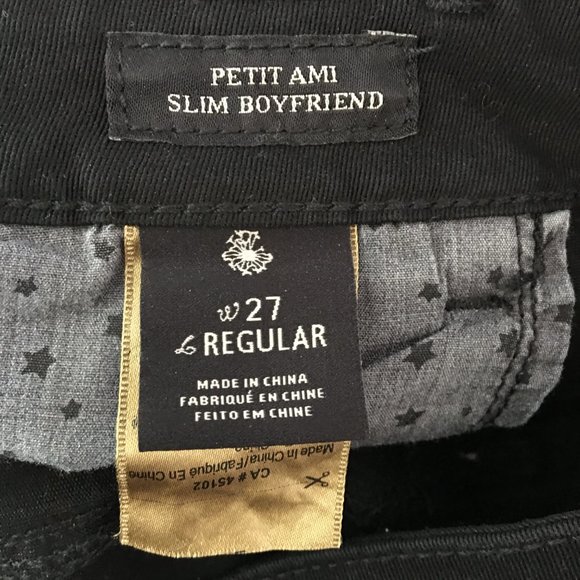 PETIT AMI
SLIM BOYFRIEND
W 27
L REGULAR
MADE IN CHINA
FABRIQUÉ EN CHINE
FEITO EM CHINE
Made In China/Fabriqué En Chine
CA # 45102